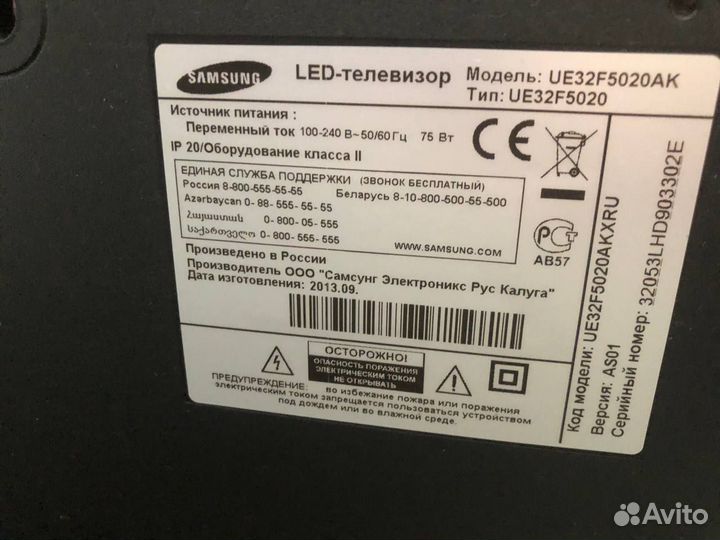 SAMSUNG
LED-телевизор
Модель: UE32F5020AK
Тип: UE32F5020
Источник питания :
Переменный ток 100-240 В~50/60Гц 75 Вт
IP 20/Оборудование класса II
ЕДИНАЯ СЛУЖБА ПОДДЕРЖКИ (ЗВОНОК БЕСПЛАТНЫЙ)
Россия 8-800-555-55-55 Беларусь 8-10-800-500-55-500
Azərbaycan 0- 88- 555- 55- 55
Հայաստան 0- 800- 05- 555
საქართველო 0- 800- 555- 555
WWW.SAMSUNG.COM
CE
PG
АВ57
Произведено в России
Производитель ООО "Самсунг Электроникс Рус Калуга"
Дата изготовления: 2013.09.
ОСТОРОЖНО!
ОПАСНОСТЬ ПОРАЖЕНИЯ
ЭЛЕКТРИЧЕСКИМ ТОКОМ
НЕ ОТКРЫВАТЬ
ПРЕДУПРЕЖДЕНИЕ: во избежание пожара или поражения
электрическим током запрещается пользоваться устройством
под дождем или во влажной среде.
Код модели: UE32F5020AKXRU
Версия: AS01
Серийный номер: 32053LHD903302E
Avito